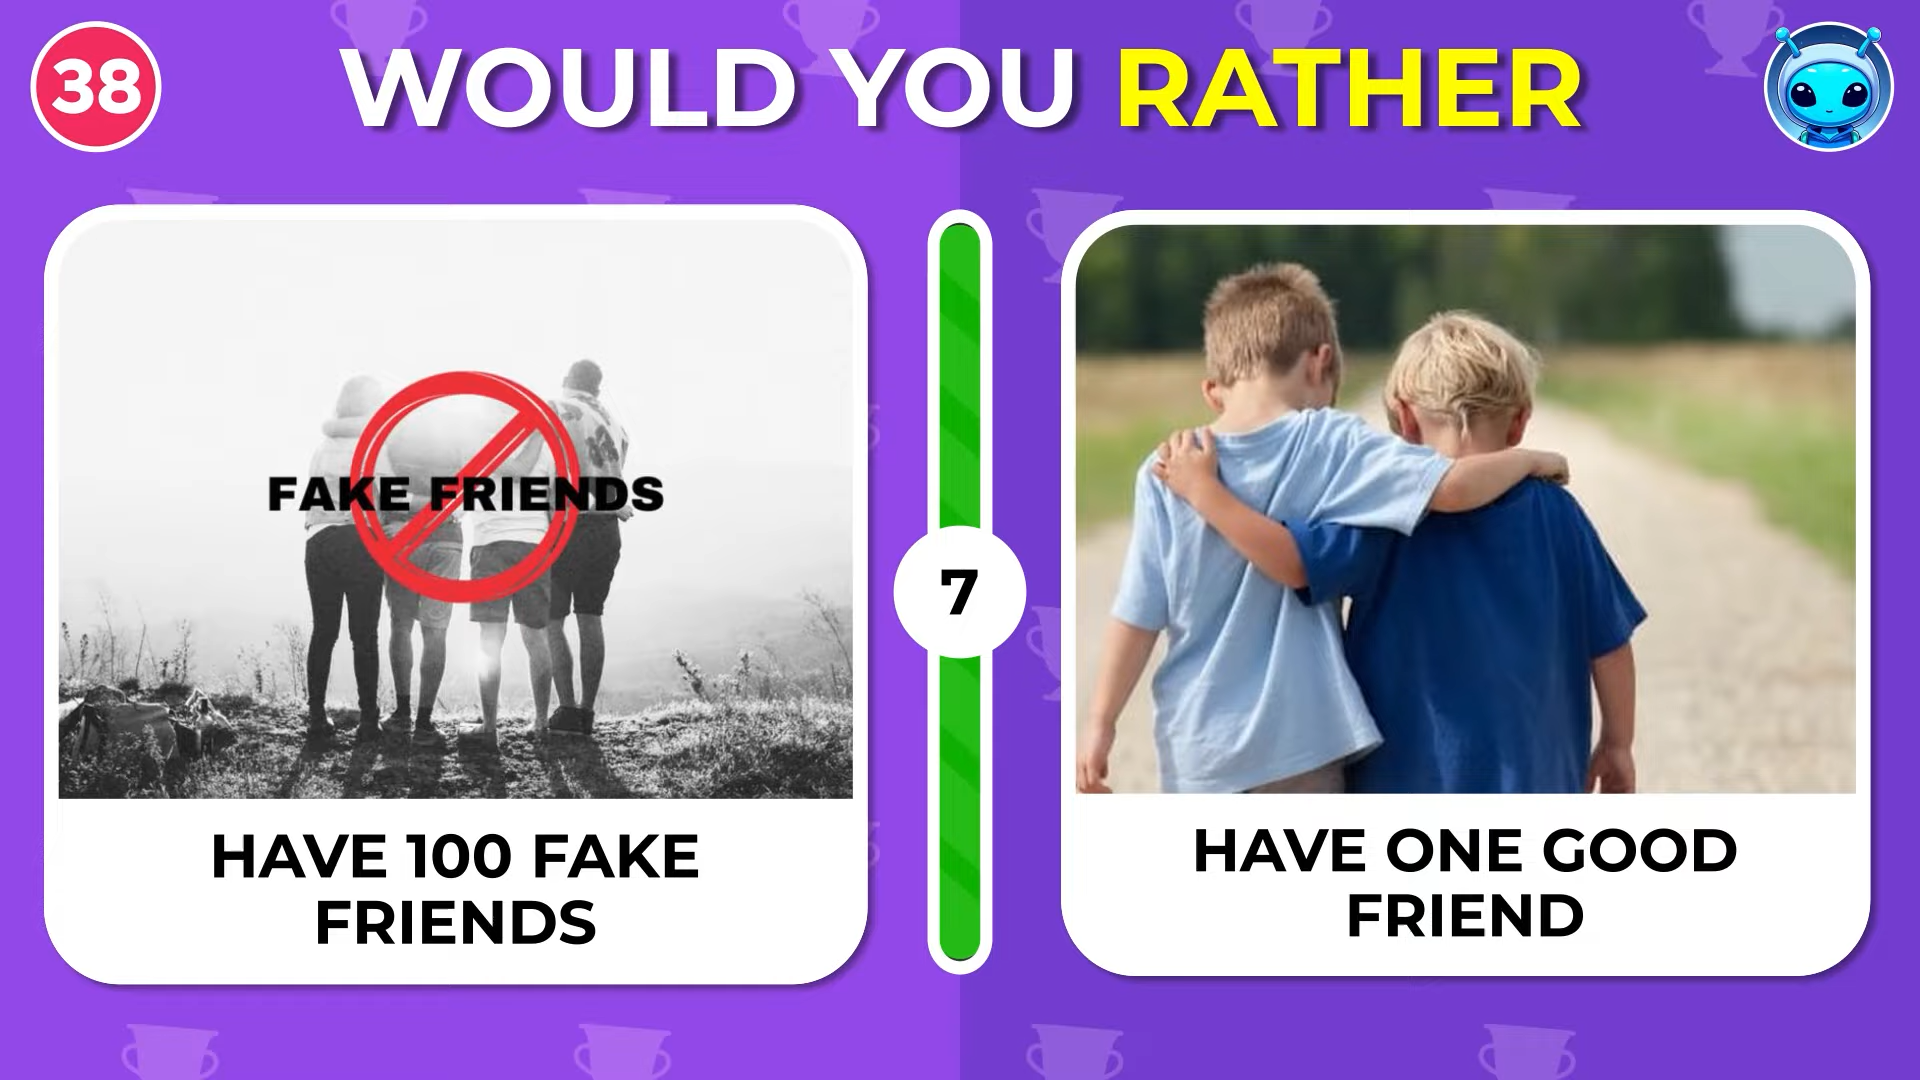 38
WOULD YOU RATHER
FAKE FRIENDS
HAVE 100 FAKE
FRIENDS
7
HAVE ONE GOOD
FRIEND